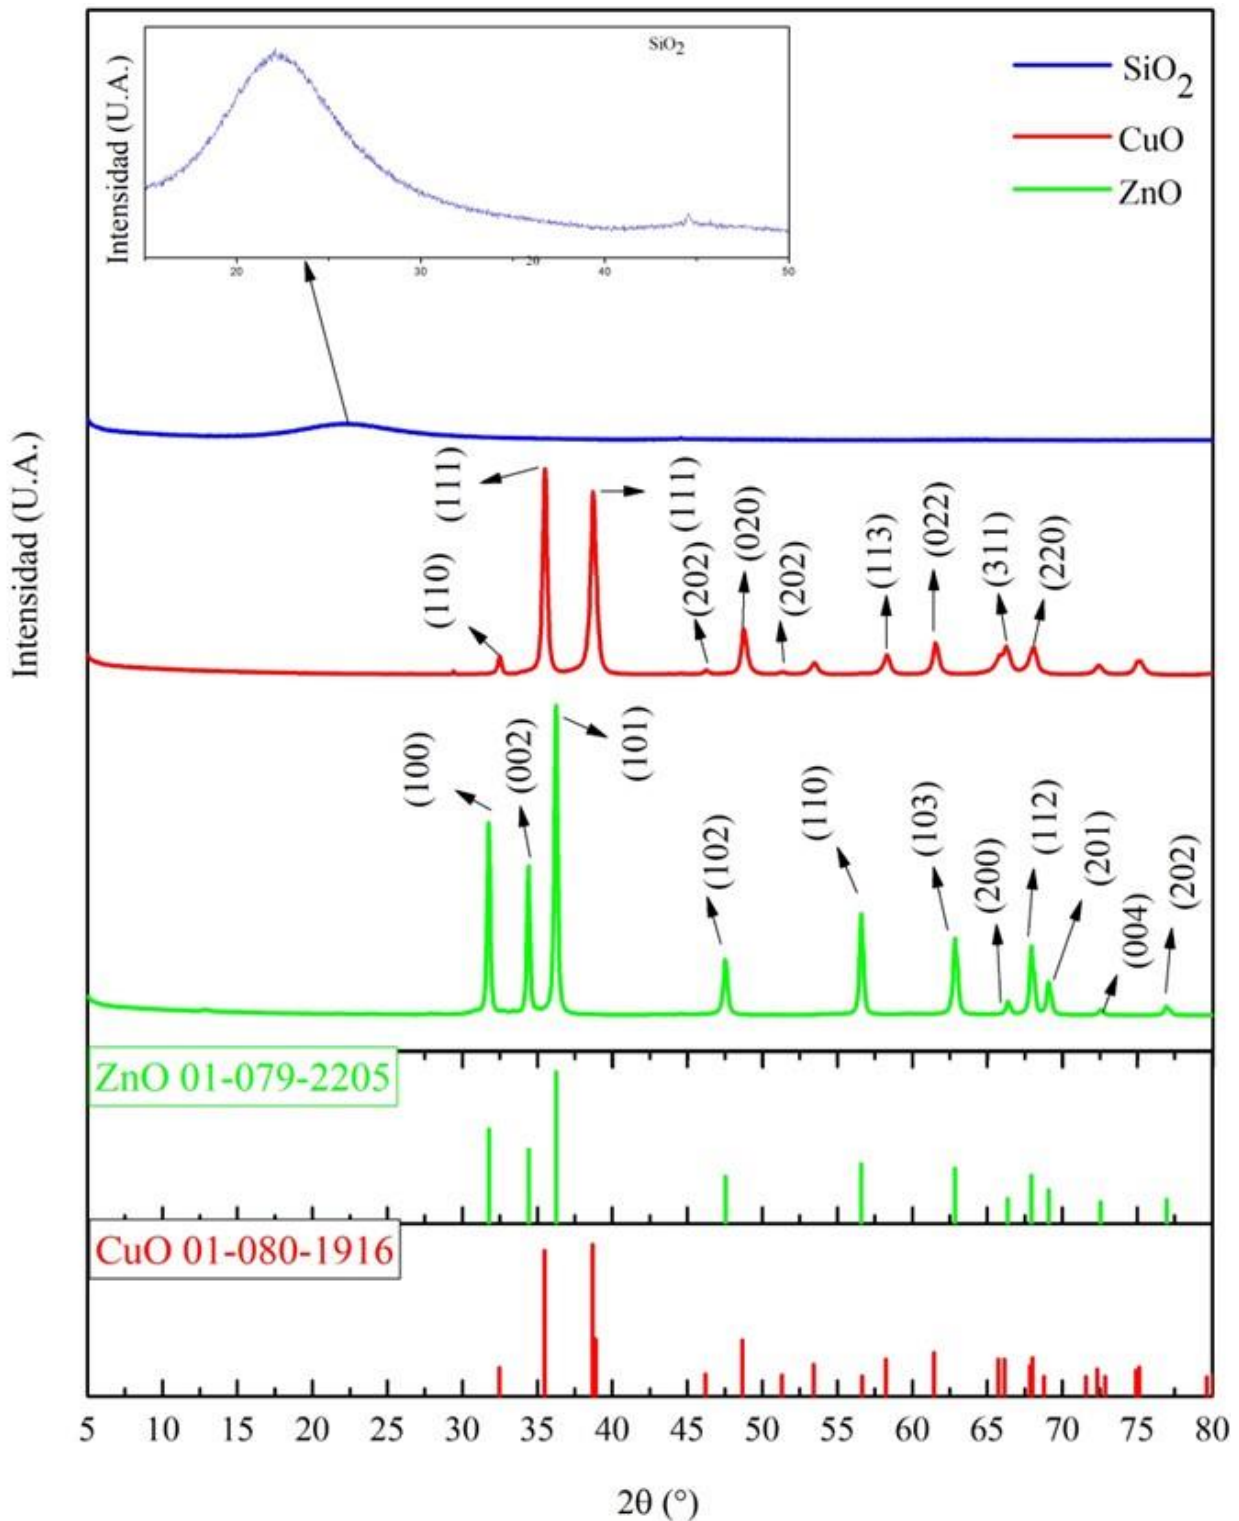 SiO2
Intensidad (U.A.)
20
30
2θ
40
50
SiO2
CuO
ZnO
Intensidad (U.A.)
(110)
(111)
(111)
(202)
(020)
(202)
(113)
(022)
(311)
(220)
(100)
(002)
(101)
(102)
(110)
(103)
(200)
(112)
(201)
(004)
(202)
ZnO 01-079-2205
CuO 01-080-1916
5 10 15 20 25 30 35 40 45 50 55 60 65 70 75 80
2θ (°)